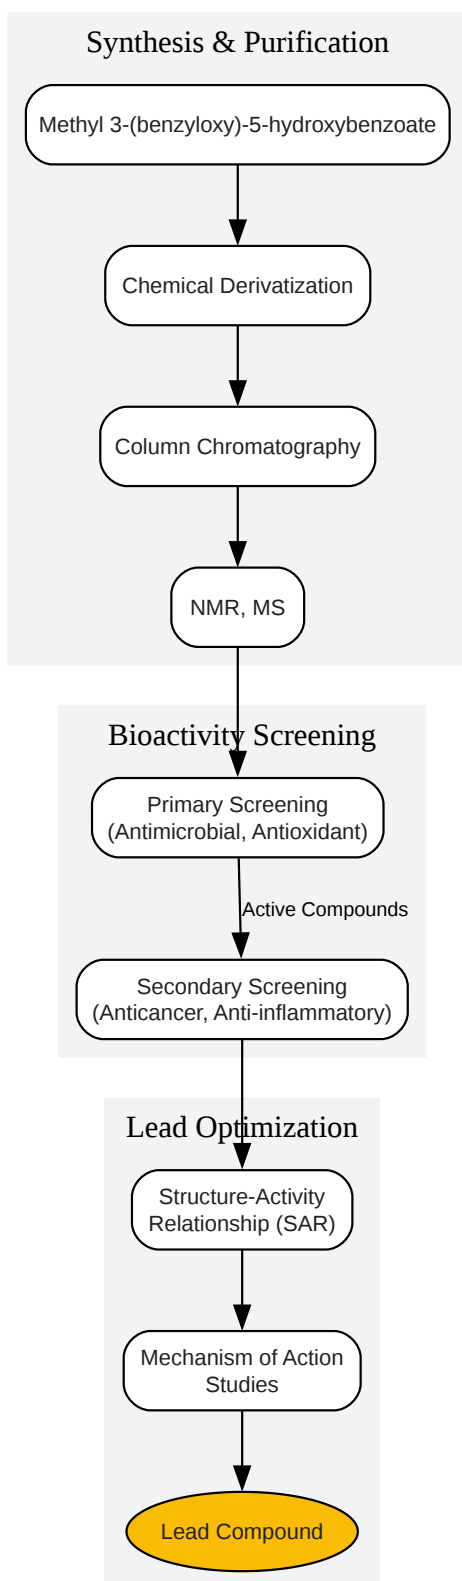 Synthesis & Purification
Methyl 3-(benzyloxy)-5-hydroxybenzoate
Chemical Derivatization
Column Chromatography
NMR, MS
Bioactivity Screening
Primary Screening
(Antimicrobial, Antioxidant)
Active Compounds
Secondary Screening
(Anticancer, Anti-inflammatory)
Lead Optimization
Structure-Activity
Relationship (SAR)
Mechanism of Action
Studies
Lead Compound